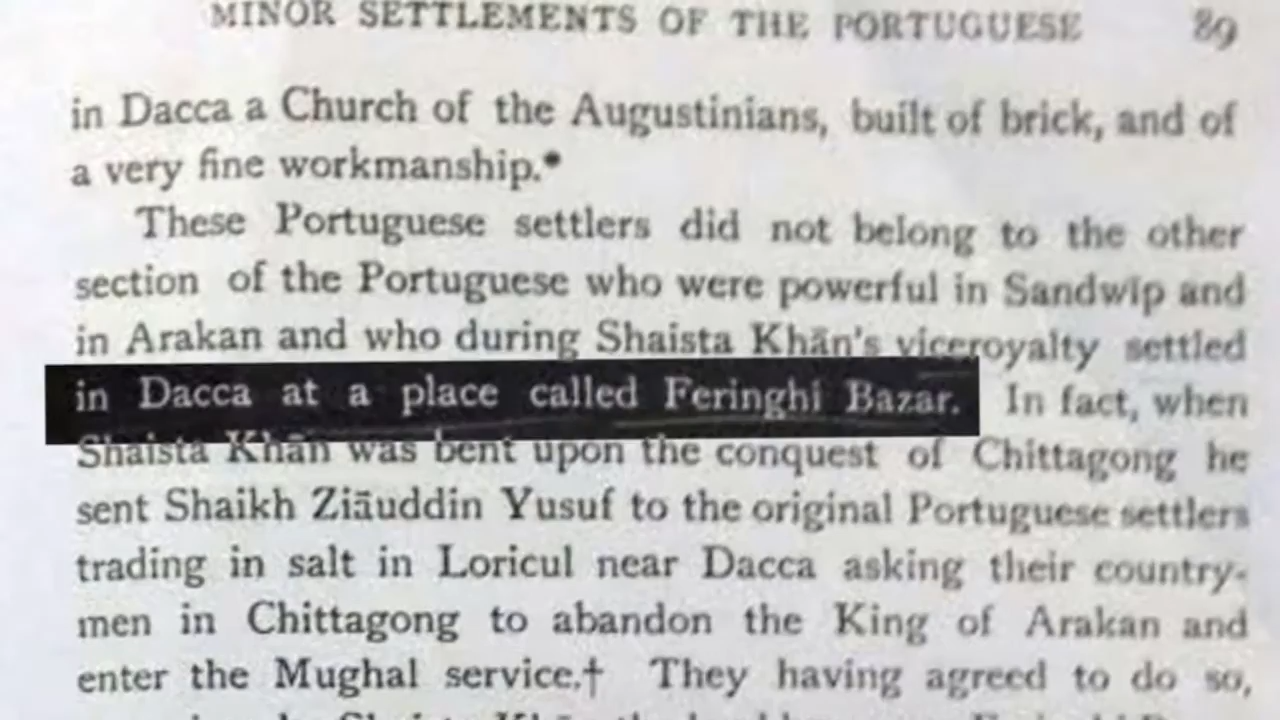 MINOR SETTLEMENTS OF THE PORTUGUESE 89
in Dacca a Church of the Augustinians, built of brick, and of
a very fine workmanship.*
These Portuguese settlers did not belong to the other
section of the Portuguese who were powerful in Sandwip and
in Arakan and who during Shaista Khān's viceroyalty settled
in Dacca at a place called Feringhi Bazar. In fact, when
Shaista Khān was bent upon the conquest of Chittagong he
sent Shaikh Ziāuddin Yusuf to the original Portuguese settlers
trading in salt in Loricul near Dacca asking their country-
men in Chittagong to abandon the King of Arakan and
enter the Mughal service.† They having agreed to do so,